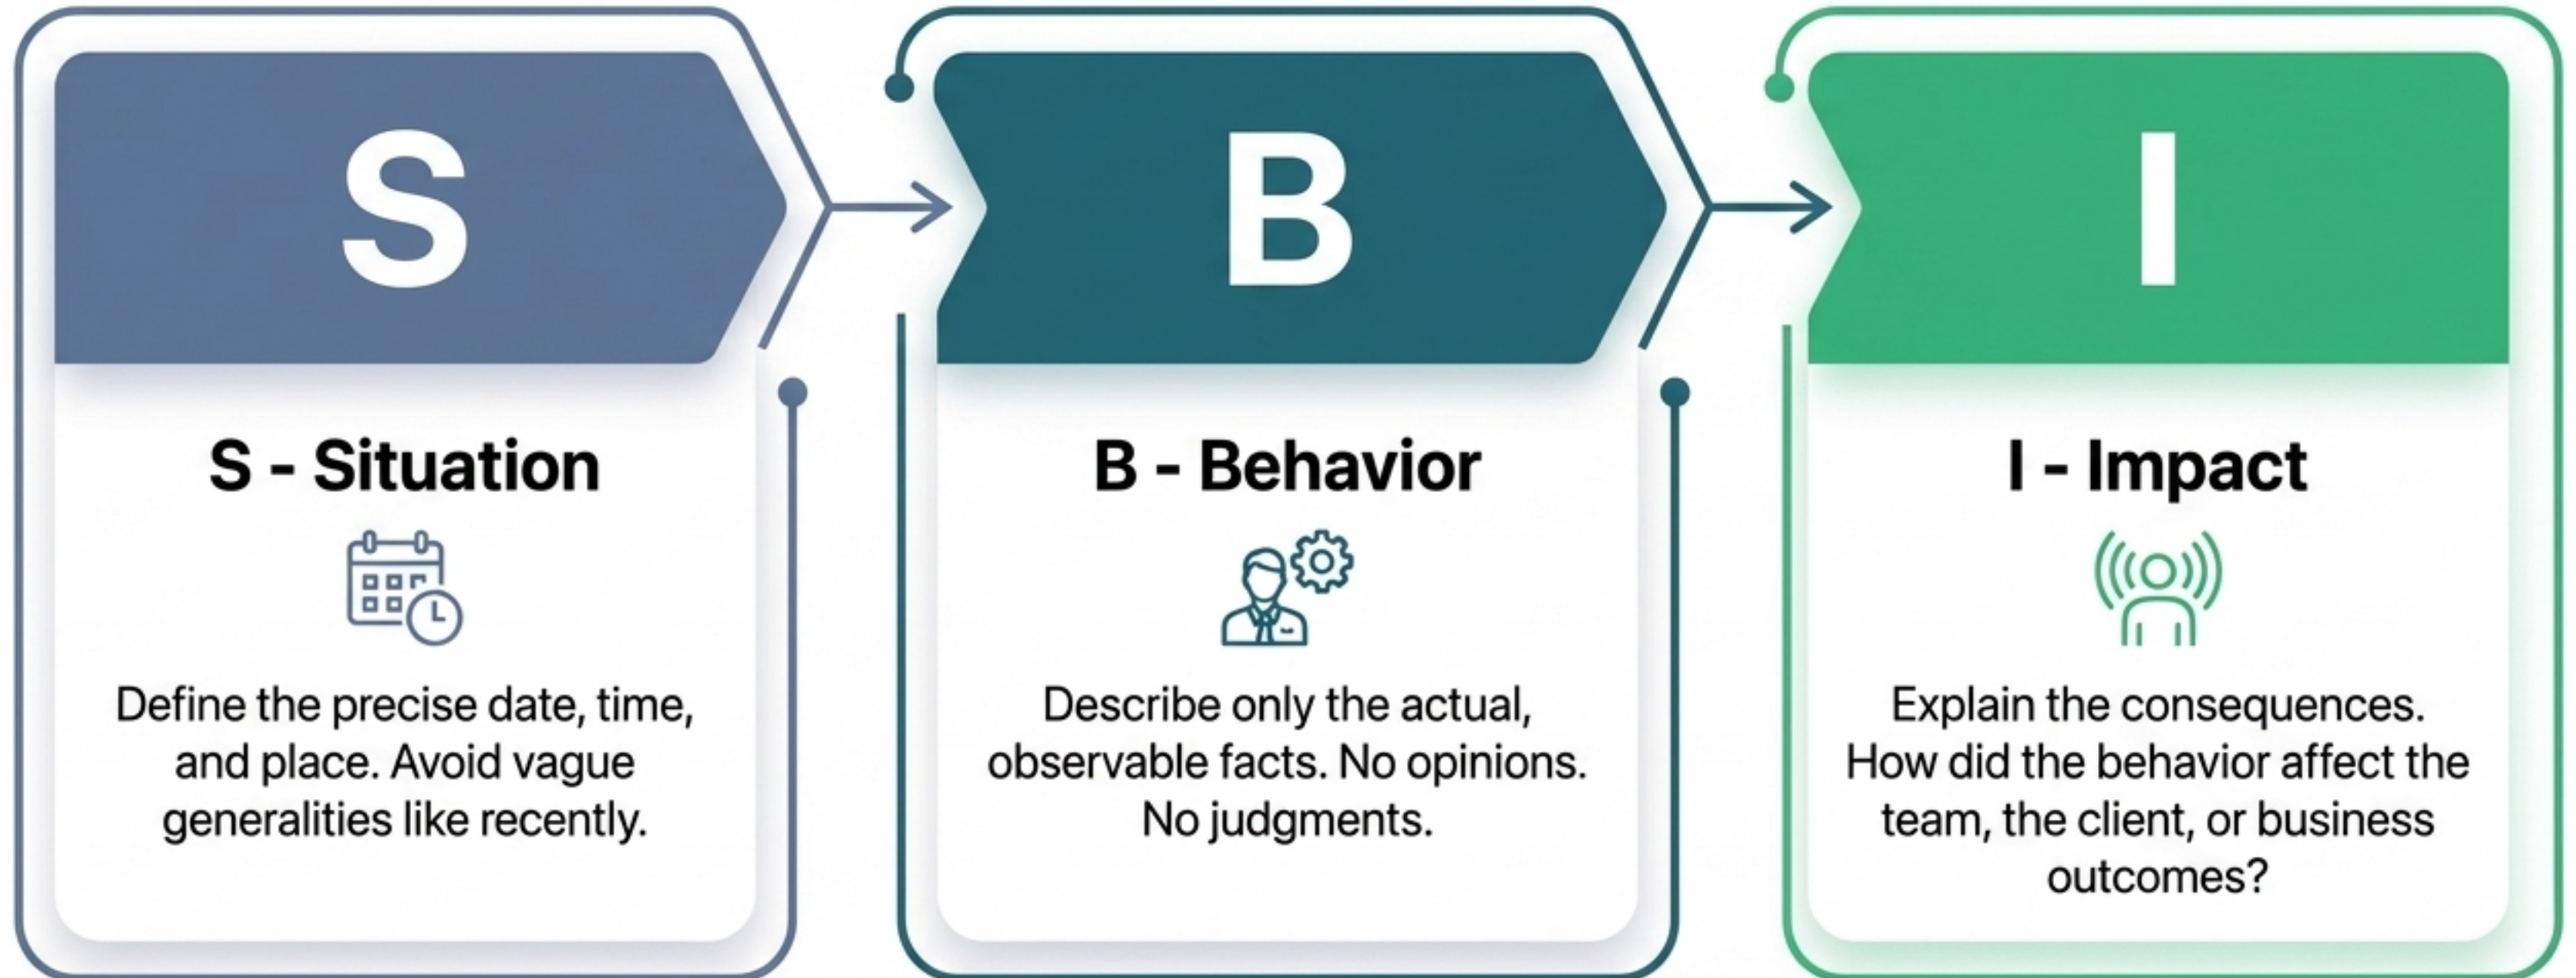 S
B
I
S - Situation
Define the precise date, time,
and place. Avoid vague
generalities like recently.
B - Behavior
Describe only the actual,
observable facts. No opinions.
No judgments.
I - Impact
Explain the consequences.
How did the behavior affect the
team, the client, or business
outcomes?